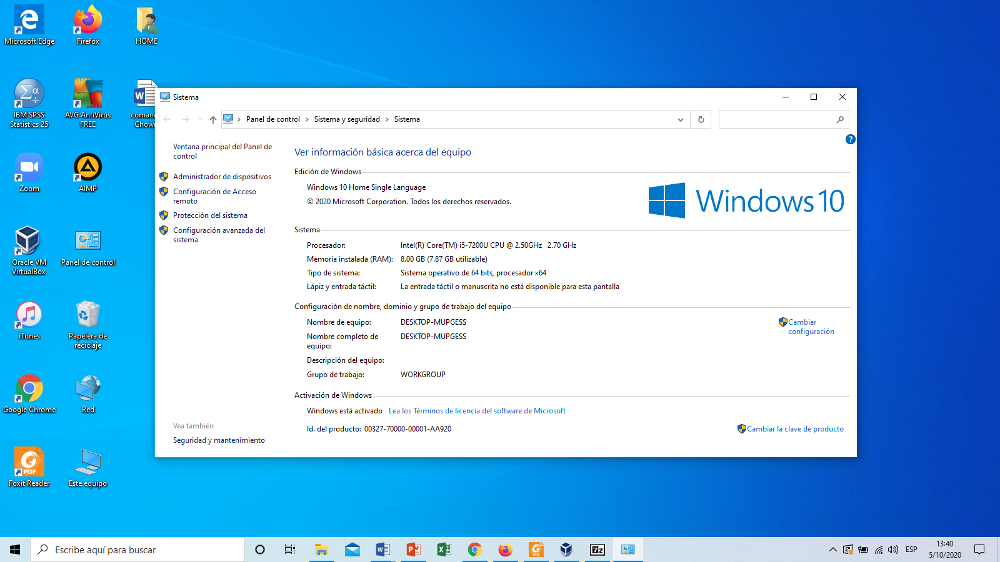 Microsoft Edge
Firefox
HOME
IBM SPSS
Statistics 25
AVG AntiVirus
FREE
coman
Chow
Zoom
AIMP
Oracle VM
VirtualBox
Panel de control
iTunes
Papelera de
reciclaje
Google Chrome
Red
PDF
Foxit Reader
Este equipo
Sistema
Panel de control > Sistema y seguridad > Sistema
Ventana principal del Panel de
control
Administrador de dispositivos
Configuración de Acceso
remoto
Protección del sistema
Configuración avanzada del
sistema
Vea también
Seguridad y mantenimiento
Ver información básica acerca del equipo
Edición de Windows
Windows 10 Home Single Language
© 2020 Microsoft Corporation. Todos los derechos reservados.
Windows 10
Sistema
Procesador: Intel(R) Core(TM) i5-7200U CPU @ 2.50GHz 2.70 GHz
Memoria instalada (RAM): 8.00 GB (7.87 GB utilizable)
Tipo de sistema: Sistema operativo de 64 bits, procesador x64
Lápiz y entrada táctil: La entrada táctil o manuscrita no está disponible para esta pantalla
Configuración de nombre, dominio y grupo de trabajo del equipo
Nombre de equipo: DESKTOP-MUPGESS
Cambiar
configuración
Nombre completo de
equipo: DESKTOP-MUPGESS
Descripción del equipo:
Grupo de trabajo: WORKGROUP
Activación de Windows
Windows está activado Lea los Términos de licencia del software de Microsoft
Id. del producto: 00327-70000-00001-AA920
Cambiar la clave de producto
Escribe aquí para buscar
ESP
13:40
5/10/2020